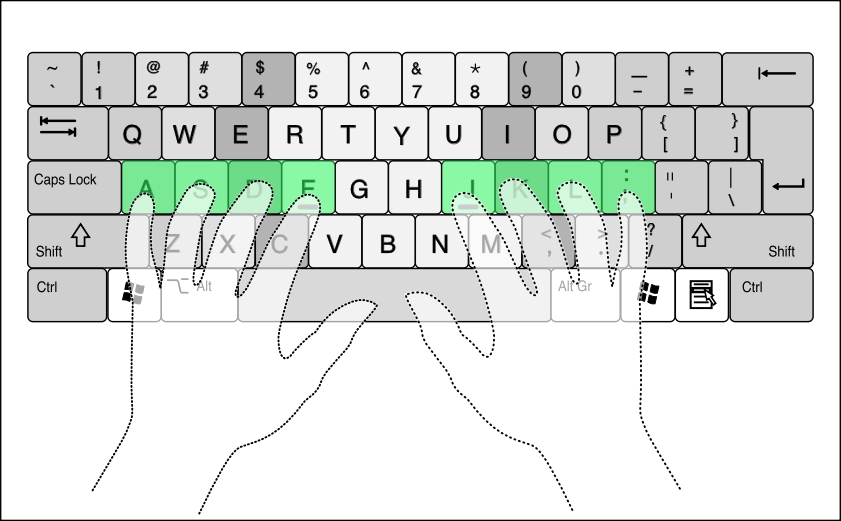 ~ ! @ # $ % ^ & * ( ) — +
` 1 2 3 4 5 6 7 8 9 0 - =
Q W E R T Y U I O P { }
[ ]
Caps Lock A S D F G H J K L : " |
; ' \
Shift Z X C V B N M < > ? Shift
, . /
Ctrl Alt Alt Gr Ctrl